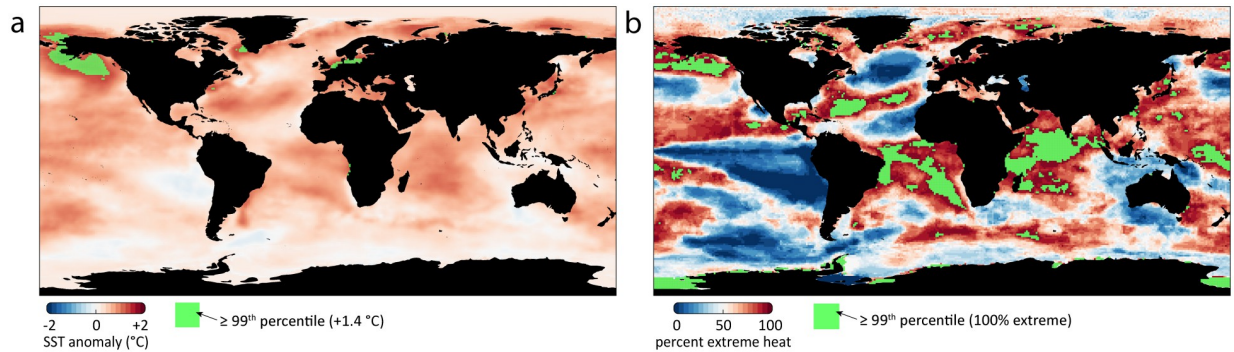 a
b
-2 0 +2
SST anomaly (°C)
≥ 99th percentile (+1.4 °C)
0 50 100
percent extreme heat
≥ 99th percentile (100% extreme)